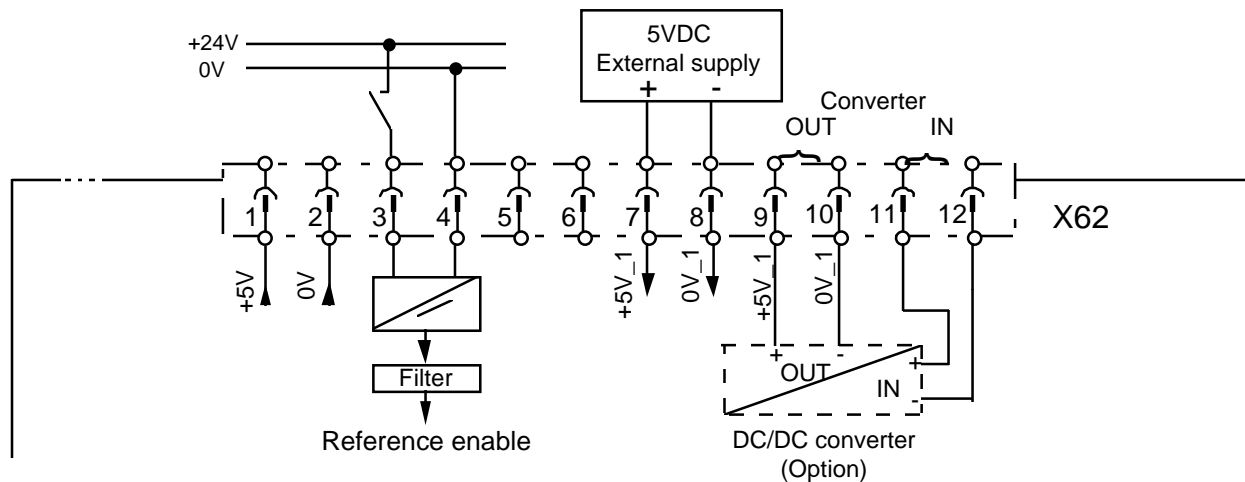 5VDC
External supply
+ -
+24V
0V
Converter
OUT IN
1 2 3 4 5 6 7 8 9 10 11 12
X62
+5V
0V
+5V_1
0V_1
+5V_1
0V_1
+ -
OUT
+
IN
-
Filter
Reference enable
DC/DC converter
(Option)